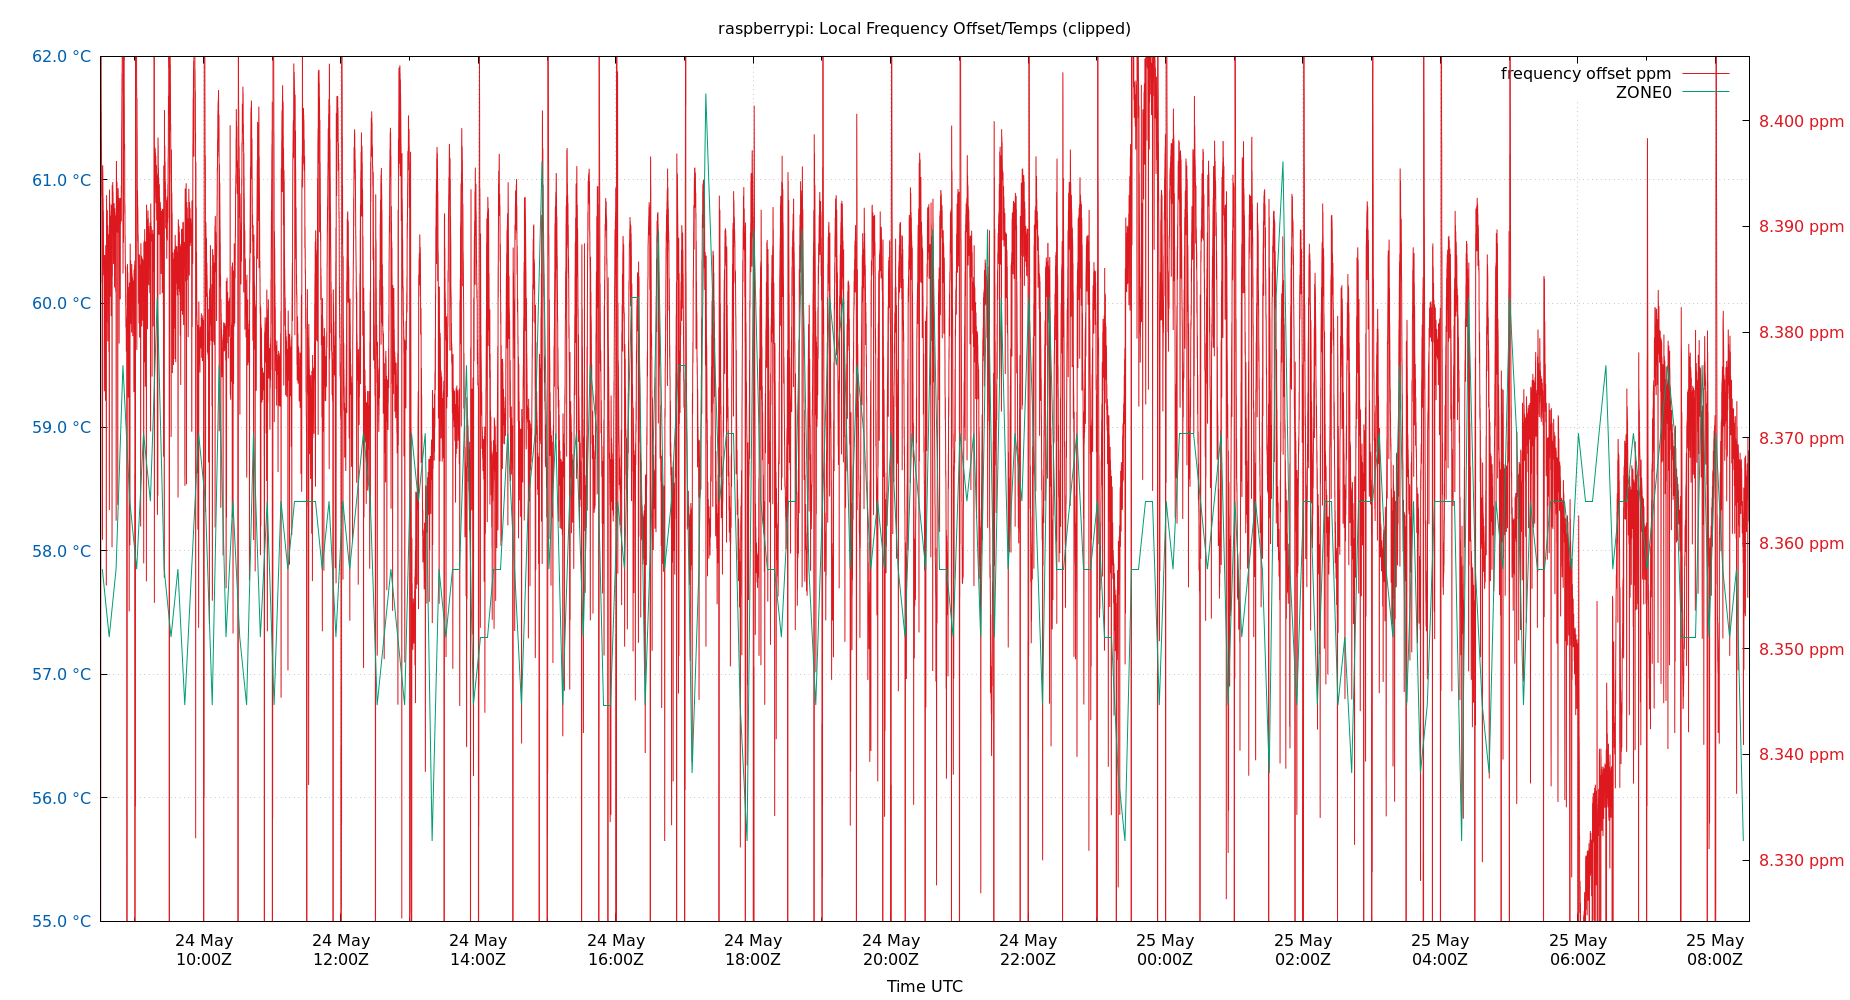 raspberrypi: Local Frequency Offset/Temps (clipped)
frequency offset ppm
ZONE0
62.0 °C
61.0 °C
60.0 °C
59.0 °C
58.0 °C
57.0 °C
56.0 °C
55.0 °C
8.400 ppm
8.390 ppm
8.380 ppm
8.370 ppm
8.360 ppm
8.350 ppm
8.340 ppm
8.330 ppm
24 May
10:00Z
24 May
12:00Z
24 May
14:00Z
24 May
16:00Z
24 May
18:00Z
24 May
20:00Z
24 May
22:00Z
25 May
00:00Z
25 May
02:00Z
25 May
04:00Z
25 May
06:00Z
25 May
08:00Z
Time UTC